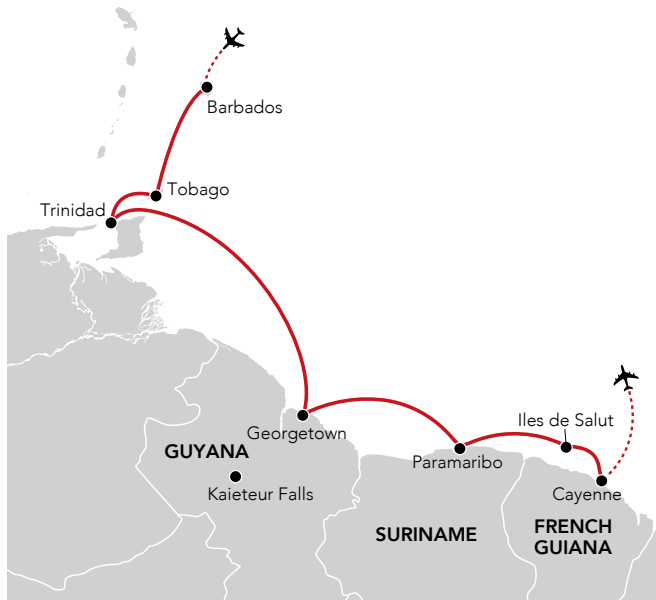 Barbados
Tobago
Trinidad
Georgetown
GUYANA
Kaieteur Falls
Iles de Salut
Paramaribo
Cayenne
SURINAME
FRENCH
GUIANA